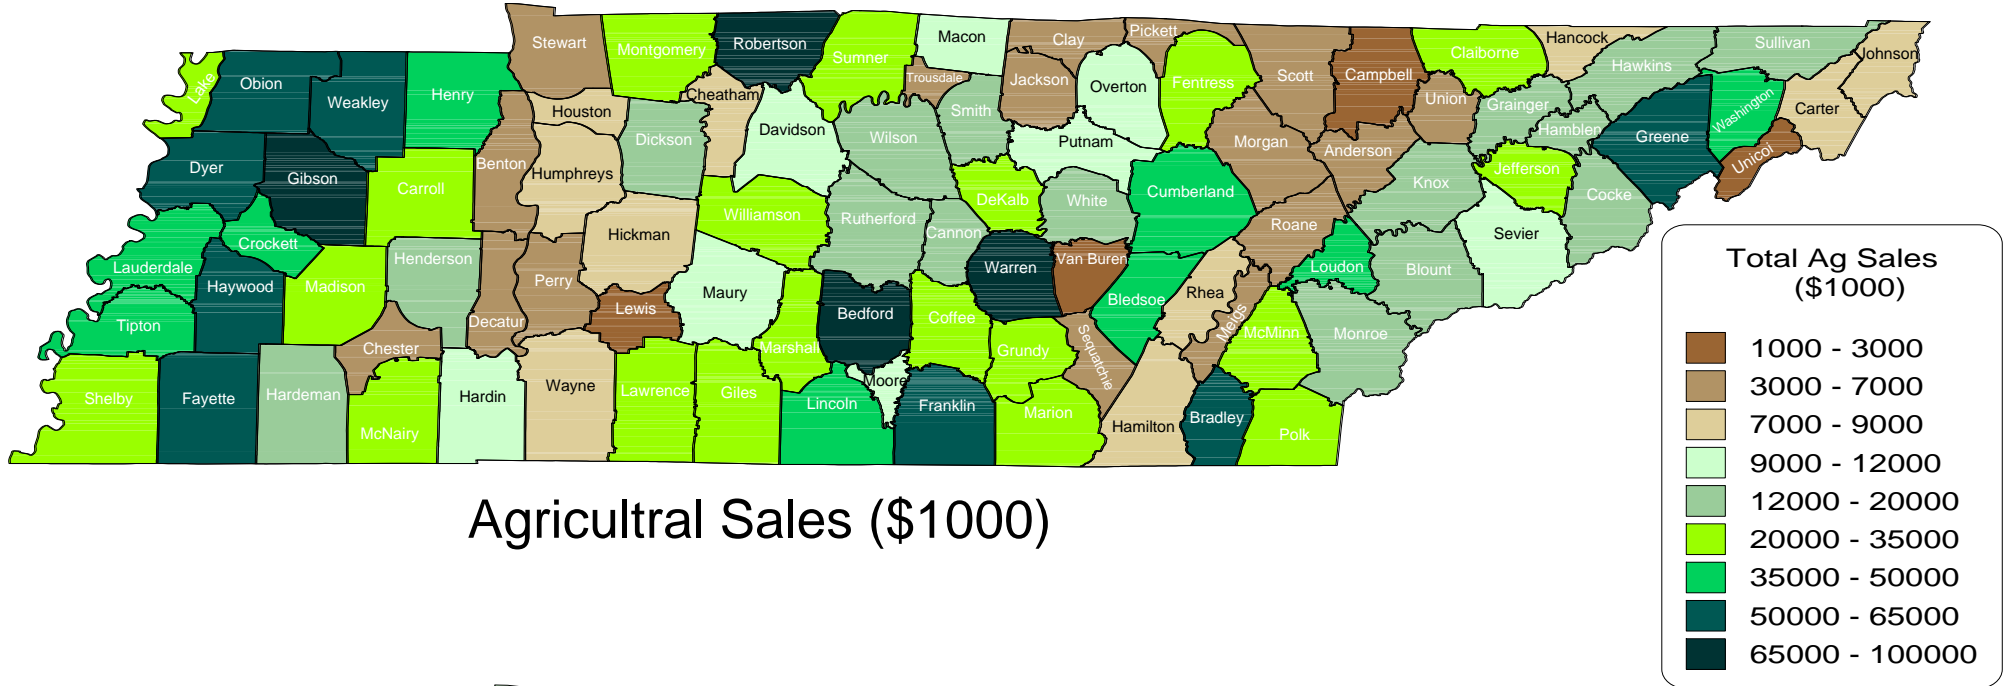 Stewart
Montgomery
Robertson
Sumner
Macon
Clay
Pickett
Fentress
Scott
Campbell
Claiborne
Hancock
Hawkins
Sullivan
Johnson
Lake
Obion
Weakley
Henry
Houston
Cheatham
Dickson
Davidson
Wilson
Trousdale
Smith
Jackson
Overton
Putnam
Morgan
Anderson
Union
Grainger
Hamblen
Greene
Washington
Unicoi
Carter
Dyer
Gibson
Carroll
Benton
Humphreys
Hickman
Williamson
Rutherford
Cannon
DeKalb
White
Cumberland
Roane
Knox
Jefferson
Cocke
Sevier
Lauderdale
Crockett
Haywood
Madison
Henderson
Decatur
Perry
Lewis
Maury
Marshall
Bedford
Coffee
Warren
Van Buren
Bledsoe
Rhea
Meigs
Loudon
Blount
Monroe
McMinn
Tipton
Chester
Shelby
Fayette
Hardeman
McNairy
Hardin
Wayne
Lawrence
Giles
Lincoln
Moore
Franklin
Grundy
Marion
Sequatchie
Hamilton
Bradley
Polk
Agricultral Sales ($1000)
Total Ag Sales
($1000)
1000 - 3000
3000 - 7000
7000 - 9000
9000 - 12000
12000 - 20000
20000 - 35000
35000 - 50000
50000 - 65000
65000 - 100000